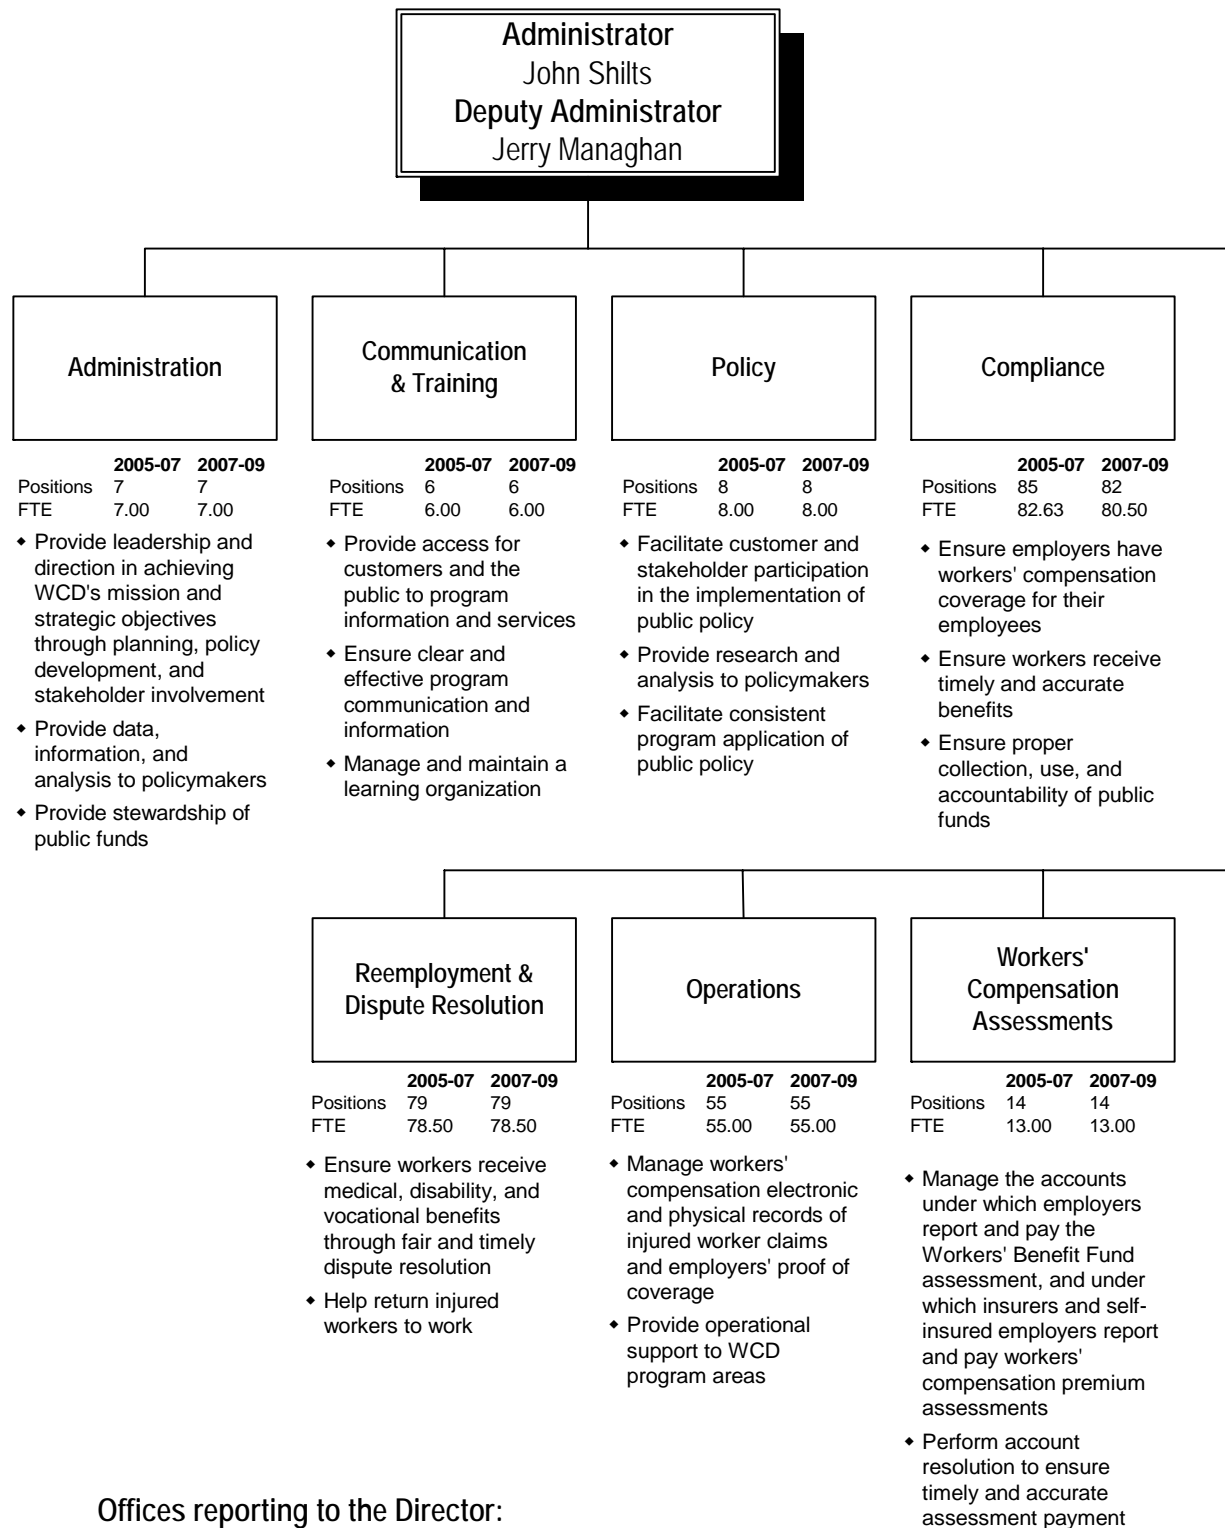 Administrator
John Shilts
Deputy Administrator
Jerry Managhan
Administration
2005-07 2007-09
Positions 7 7
FTE 7.00 7.00
◆ Provide leadership and
direction in achieving
WCD's mission and
strategic objectives
through planning, policy
development, and
stakeholder involvement
◆ Provide data,
information, and
analysis to policymakers
◆ Provide stewardship of
public funds
Communication
& Training
2005-07 2007-09
Positions 6 6
FTE 6.00 6.00
◆ Provide access for
customers and the
public to program
information and services
◆ Ensure clear and
effective program
communication and
information
◆ Manage and maintain a
learning organization
Policy
2005-07 2007-09
Positions 8 8
FTE 8.00 8.00
◆ Facilitate customer and
stakeholder participation
in the implementation of
public policy
◆ Provide research and
analysis to policymakers
◆ Facilitate consistent
program application of
public policy
Compliance
2005-07 2007-09
Positions 85 82
FTE 82.63 80.50
◆ Ensure employers have
workers' compensation
coverage for their
employees
◆ Ensure workers receive
timely and accurate
benefits
◆ Ensure proper
collection, use, and
accountability of public
funds
Reemployment &
Dispute Resolution
2005-07 2007-09
Positions 79 79
FTE 78.50 78.50
◆ Ensure workers receive
medical, disability, and
vocational benefits
through fair and timely
dispute resolution
◆ Help return injured
workers to work
Operations
2005-07 2007-09
Positions 55 55
FTE 55.00 55.00
◆ Manage workers'
compensation electronic
and physical records of
injured worker claims
and employers' proof of
coverage
◆ Provide operational
support to WCD
program areas
Workers'
Compensation
Assessments
2005-07 2007-09
Positions 14 14
FTE 13.00 13.00
◆ Manage the accounts
under which employers
report and pay the
Workers' Benefit Fund
assessment, and under
which insurers and self-
insured employers report
and pay workers'
compensation premium
assessments
◆ Perform account
resolution to ensure
timely and accurate
assessment payment
Offices reporting to the Director: